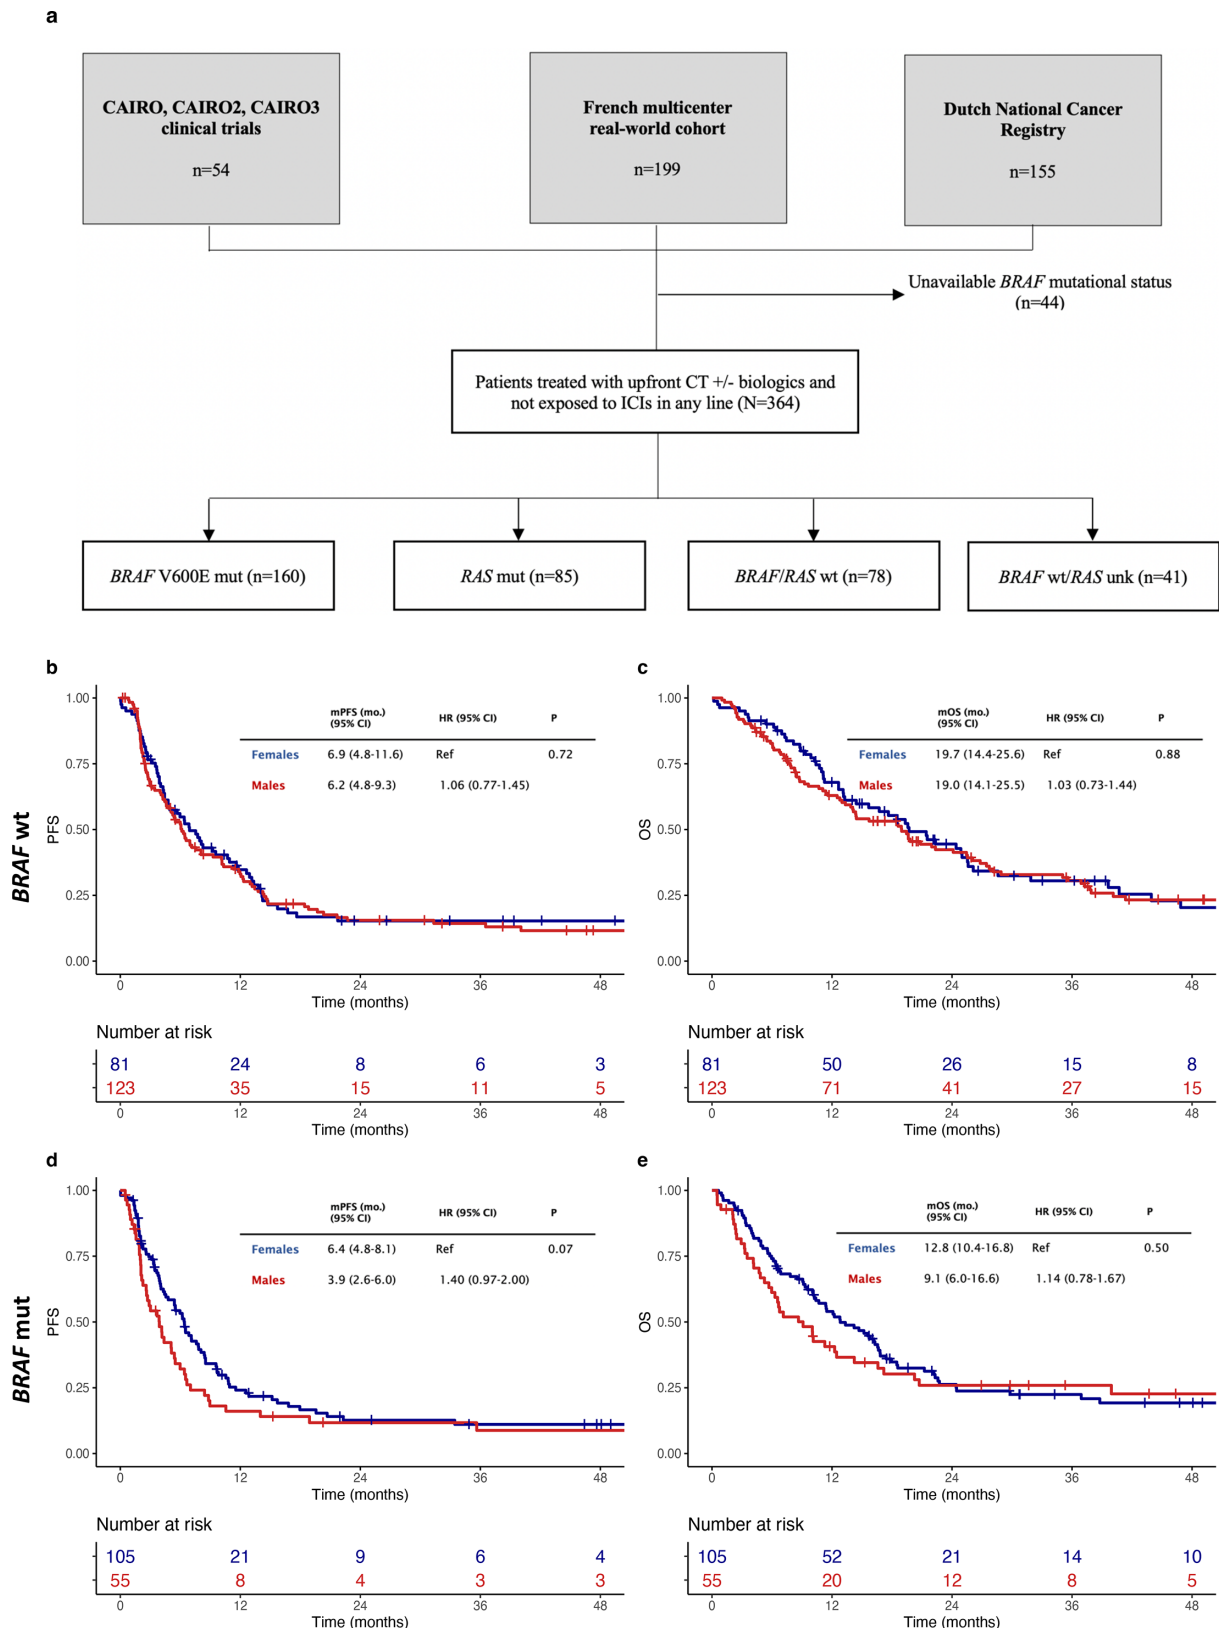 a
CAIRO, CAIRO2, CAIRO3
clinical trials
n=54
French multicenter
real-world cohort
n=199
Dutch National Cancer
Registry
n=155
Unavailable BRAF mutational status
(n=44)
Patients treated with upfront CT +/- biologics and
not exposed to ICIs in any line (N=364)
BRAF V600E mut (n=160)
RAS mut (n=85)
BRAF/RAS wt (n=78)
BRAF wt/RAS unk (n=41)
BRAF wt
b
PFS
1.00
0.75
0.50
0.25
0.00
mPFS (mo.) HR (95% CI) P
(95% CI)
Females 6.9 (4.8-11.6) Ref 0.72
Males 6.2 (4.8-9.3) 1.06 (0.77-1.45)
0 12 24 36 48
Time (months)
Number at risk
81 24 8 6 3
123 35 15 11 5
0 12 24 36 48
Time (months)
c
OS
1.00
0.75
0.50
0.25
0.00
mOS (mo.) HR (95% CI) P
(95% CI)
Females 19.7 (14.4-25.6) Ref 0.88
Males 19.0 (14.1-25.5) 1.03 (0.73-1.44)
0 12 24 36 48
Time (months)
Number at risk
81 50 26 15 8
123 71 41 27 15
0 12 24 36 48
Time (months)
BRAF mut
d
PFS
1.00
0.75
0.50
0.25
0.00
mPFS (mo.) HR (95% CI) P
(95% CI)
Females 6.4 (4.8-8.1) Ref 0.07
Males 3.9 (2.6-6.0) 1.40 (0.97-2.00)
0 12 24 36 48
Time (months)
Number at risk
105 21 9 6 4
55 8 4 3 3
0 12 24 36 48
Time (months)
e
OS
1.00
0.75
0.50
0.25
0.00
mOS (mo.) HR (95% CI) P
(95% CI)
Females 12.8 (10.4-16.8) Ref 0.50
Males 9.1 (6.0-16.6) 1.14 (0.78-1.67)
0 12 24 36 48
Time (months)
Number at risk
105 52 21 14 10
55 20 12 8 5
0 12 24 36 48
Time (months)